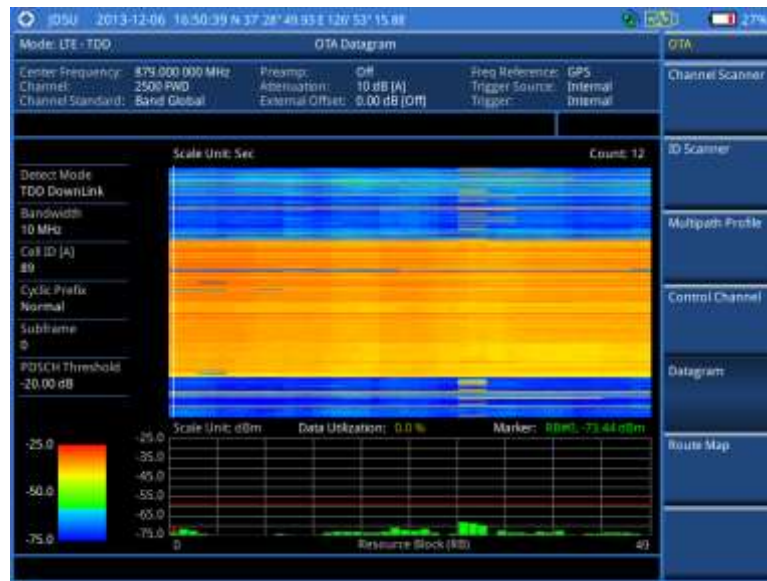 JDSU 2013-12-06 16:50:39 N 37° 28' 49.93 E 126° 53' 15.88 27%
Mode: LTE - TDD OTA Datagram OTA
Center Frequency: 879.000 000 MHz Preamp: Off Freq Reference: GPS
Channel: 2500 FWD Attenuation: 10 dB [A] Trigger Source: Internal
Channel Standard: Band Global External Offset: 0.00 dB [Off] Trigger: Internal
Channel Scanner
ID Scanner
Multipath Profile
Control Channel
Datagram
Route Map
Scale Unit: Sec Count: 12
Detect Mode
TDD DownLink
Bandwidth
10 MHz
Cell ID [A]
89
Cyclic Prefix
Normal
Subframe
0
PDSCH Threshold
-20.00 dB
Scale Unit: dBm Data Utilization: 0.0 % Marker: RB#0, -73.44 dBm
-25.0
-50.0
-75.0
-25.0
-35.0
-45.0
-55.0
-65.0
-75.0
0 Resource Block (RB) 49